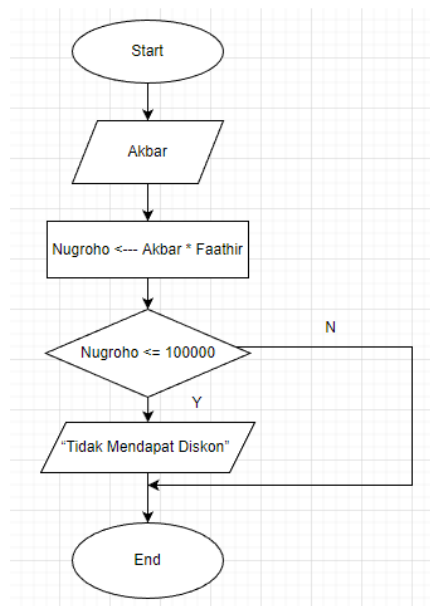 Start
Akbar
Nugroho <--- Akbar * Faathir
Nugroho <= 100000
N
Y
“Tidak Mendapat Diskon”
End